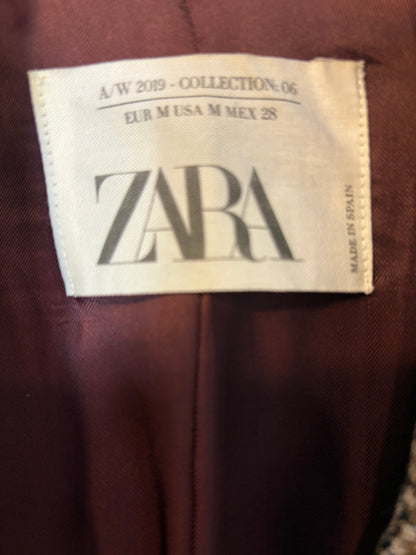 A/W 2019 - COLLECTION: 06
EUR M USA M MEX 28
ZARA
MADE IN SPAIN